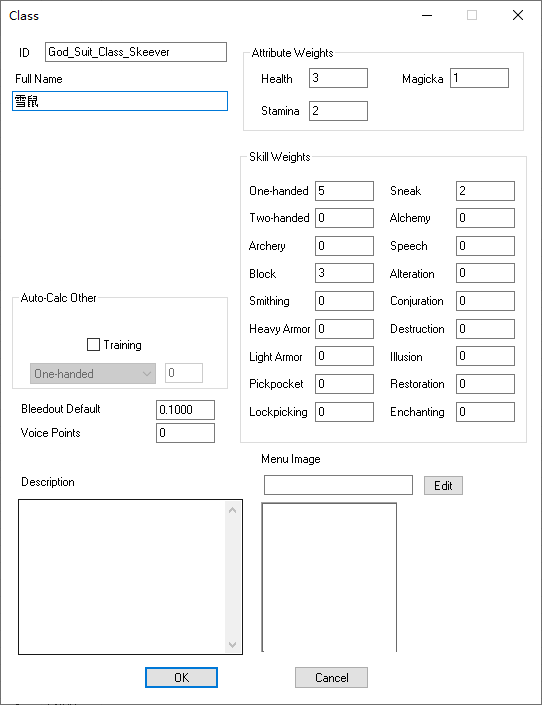 Class
ID God_Suit_Class_Skeever
Full Name
雪鼠
Attribute Weights
Health 3 Magicka 1
Stamina 2
Skill Weights
One-handed 5 Sneak 2
Two-handed 0 Alchemy 0
Archery 0 Speech 0
Block 3 Alteration 0
Smithing 0 Conjuration 0
Heavy Armor 0 Destruction 0
Light Armor 0 Illusion 0
Pickpocket 0 Restoration 0
Lockpicking 0 Enchanting 0
Auto-Calc Other
Training
One-handed 0
Bleedout Default 0.1000
Voice Points 0
Menu Image
Edit
Description
OK Cancel